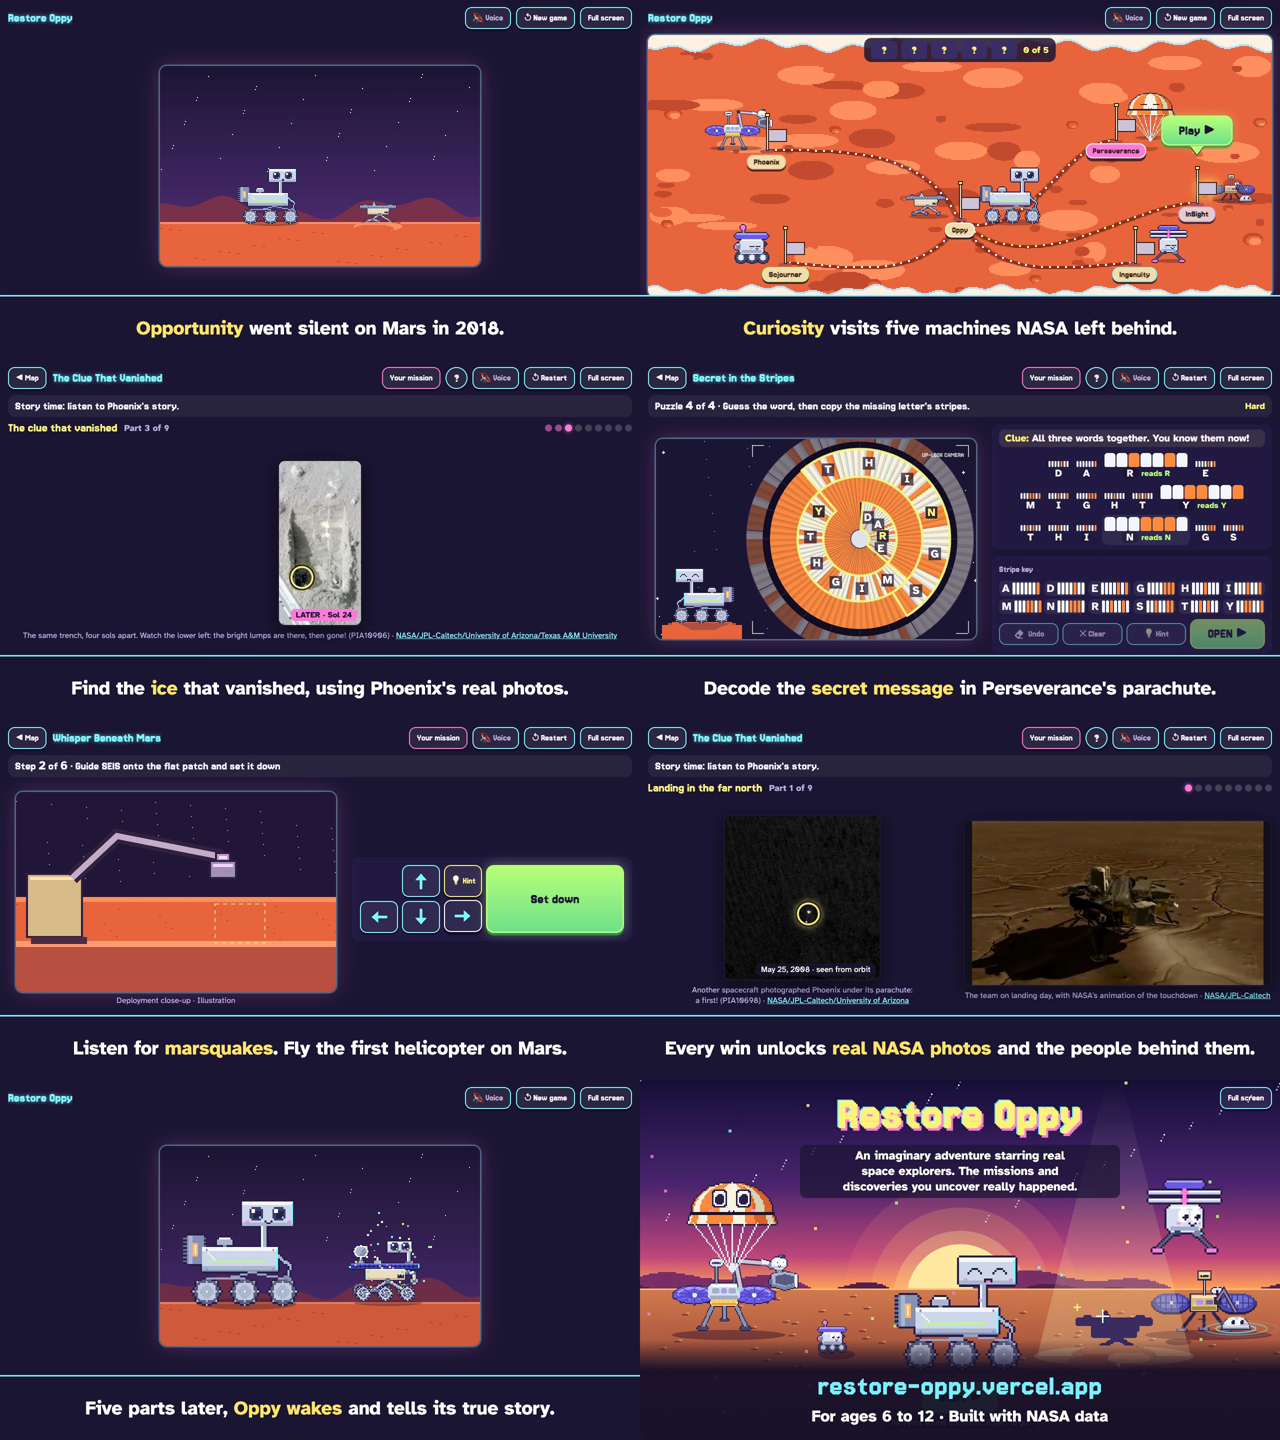 Restore Oppy
Voice
New game
Full screen
Opportunity went silent on Mars in 2018.
Restore Oppy
Voice
New game
Full screen
? ? ? ? ? 0 of 5
Play
Phoenix
Perseverance
InSight
Oppy
Sojourner
Ingenuity
Curiosity visits five machines NASA left behind.
Map
The Clue That Vanished
Your mission
?
Voice
Restart
Full screen
Story time: listen to Phoenix's story.
The clue that vanished Part 3 of 9
LATER · Sol 24
The same trench, four sols apart. Watch the lower left: the bright lumps are there, then gone! (PIA10906) · NASA/JPL-Caltech/University of Arizona/Texas A&M University
Find the ice that vanished, using Phoenix's real photos.
Map
Secret in the Stripes
Your mission
?
Voice
Restart
Full screen
Puzzle 4 of 4 · Guess the word, then copy the missing letter's stripes.
Hard
UP-LOOK CAMERA
T H I N G S
M I G H T Y
D A R E
Clue: All three words together. You know them now!
D A R reads R E
M I G H T Y reads Y
T H I N reads N G S
Stripe key
A D E G H I
M N R S T Y
Undo
Clear
Hint
OPEN
Decode the secret message in Perseverance's parachute.
Map
Whisper Beneath Mars
Your mission
Voice
Restart
Full screen
Step 2 of 6 · Guide SEIS onto the flat patch and set it down
Hint
Set down
Deployment close-up · Illustration
Listen for marsquakes. Fly the first helicopter on Mars.
Map
The Clue That Vanished
Your mission
?
Voice
Restart
Full screen
Story time: listen to Phoenix's story.
Landing in the far north Part 1 of 9
May 25, 2008 · seen from orbit
Another spacecraft photographed Phoenix under its parachute:
a first! (PIA10698) · NASA/JPL-Caltech/University of Arizona
The team on landing day, with NASA's animation of the touchdown · NASA/JPL-Caltech
Every win unlocks real NASA photos and the people behind them.
Restore Oppy
Voice
New game
Full screen
Five parts later, Oppy wakes and tells its true story.
Full screen
Restore Oppy
An imaginary adventure starring real
space explorers. The missions and
discoveries you uncover really happened.
restore-oppy.vercel.app
For ages 6 to 12 · Built with NASA data